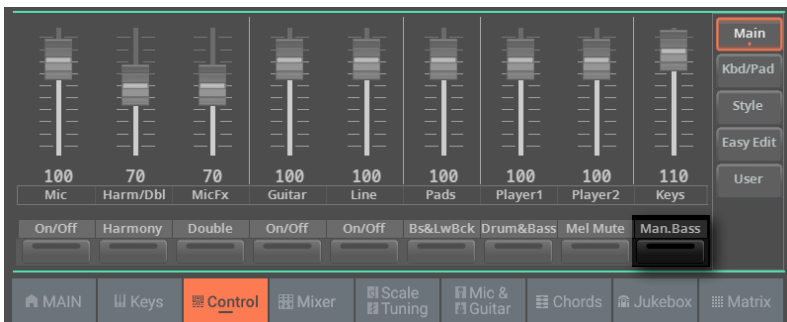 Main
Kbd/Pad
Style
Easy Edit
User
100 70 70 100 100 100 100 100 110
Mic Harm/Dbl MicFx Guitar Line Pads Player1 Player2 Keys
On/Off Harmony Double On/Off On/Off Bs&LwBck Drum&Bass Mel Mute Man.Bass
MAIN Keys Control Mixer Scale Tuning Mic & Guitar Chords Jukebox Matrix